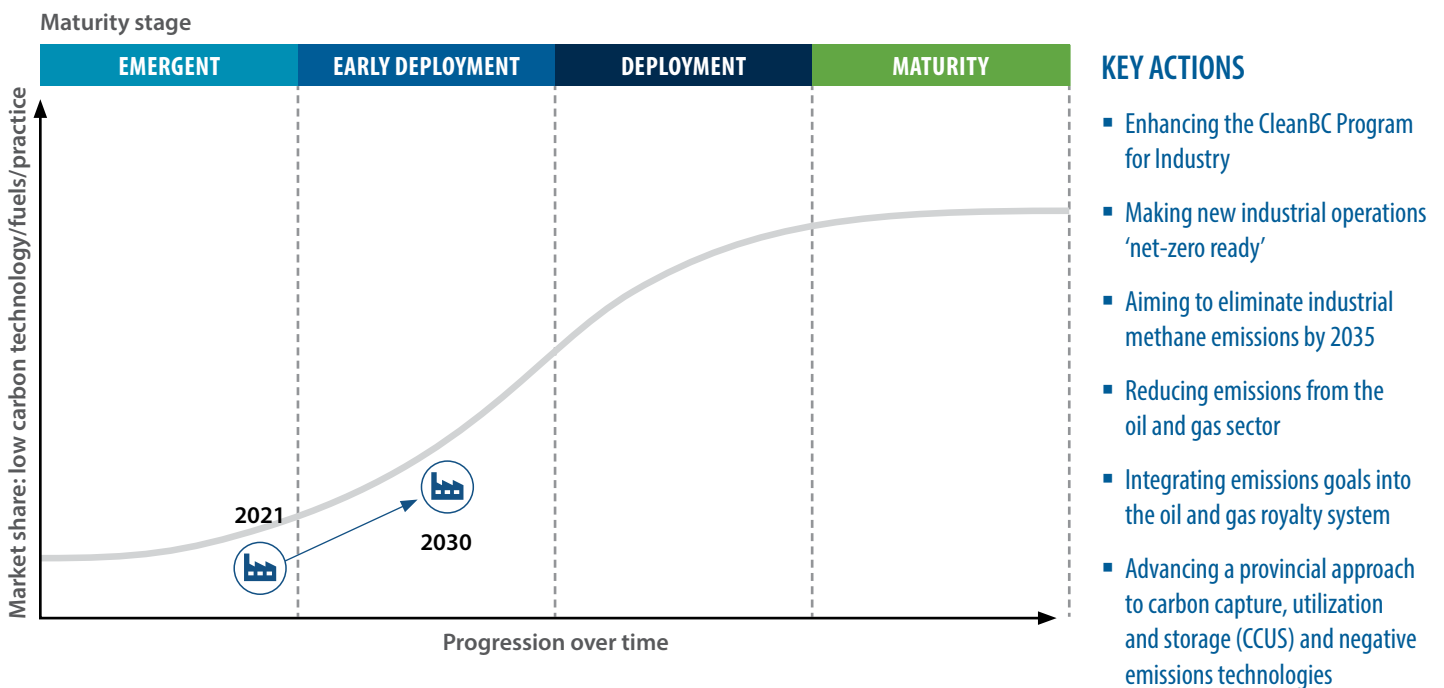 Maturity stage
EMERGENT
EARLY DEPLOYMENT
DEPLOYMENT
MATURITY
Market share: low carbon technology/fuels/practice
2021
2030
Progression over time
KEY ACTIONS
▪ Enhancing the CleanBC Program
for Industry
▪ Making new industrial operations
‘net-zero ready’
▪ Aiming to eliminate industrial
methane emissions by 2035
▪ Reducing emissions from the
oil and gas sector
▪ Integrating emissions goals into
the oil and gas royalty system
▪ Advancing a provincial approach
to carbon capture, utilization
and storage (CCUS) and negative
emissions technologies